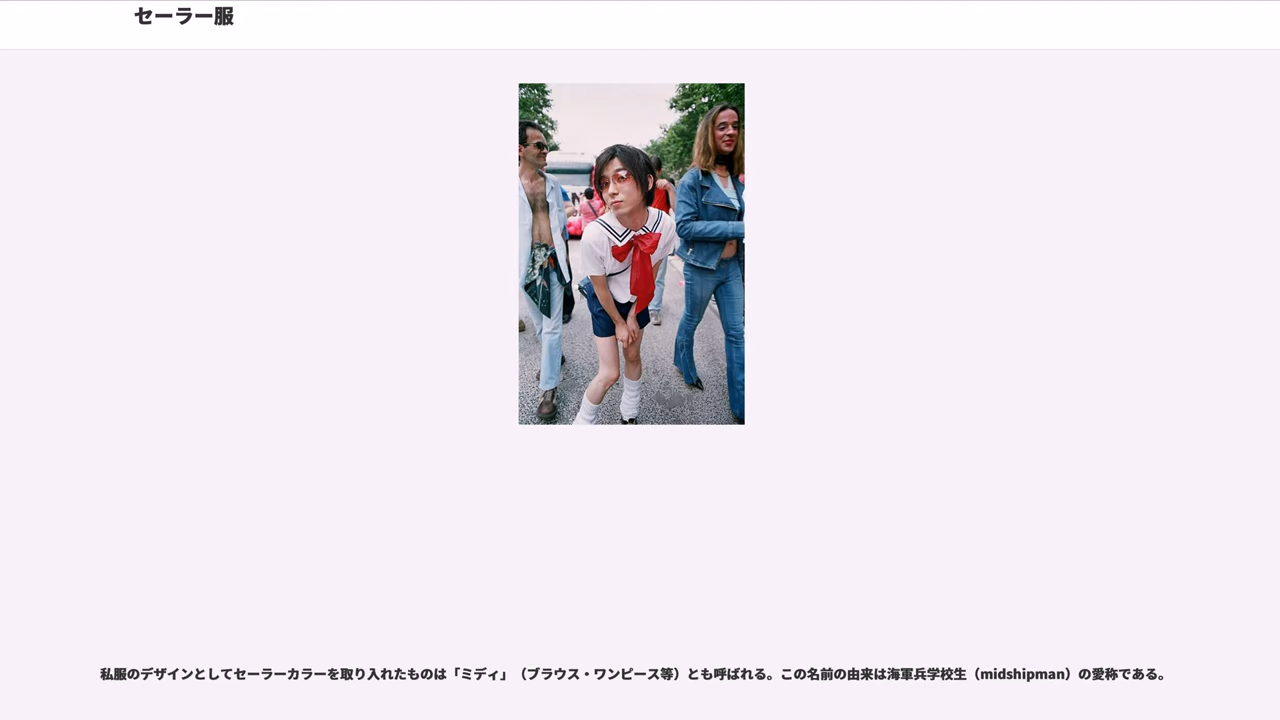 セーラー服
私服のデザインとしてセーラーカラーを取り入れたものは「ミディ」（ブラウス・ワンピース等）とも呼ばれる。この名前の由来は海軍兵学校生（midshipman）の愛称である。